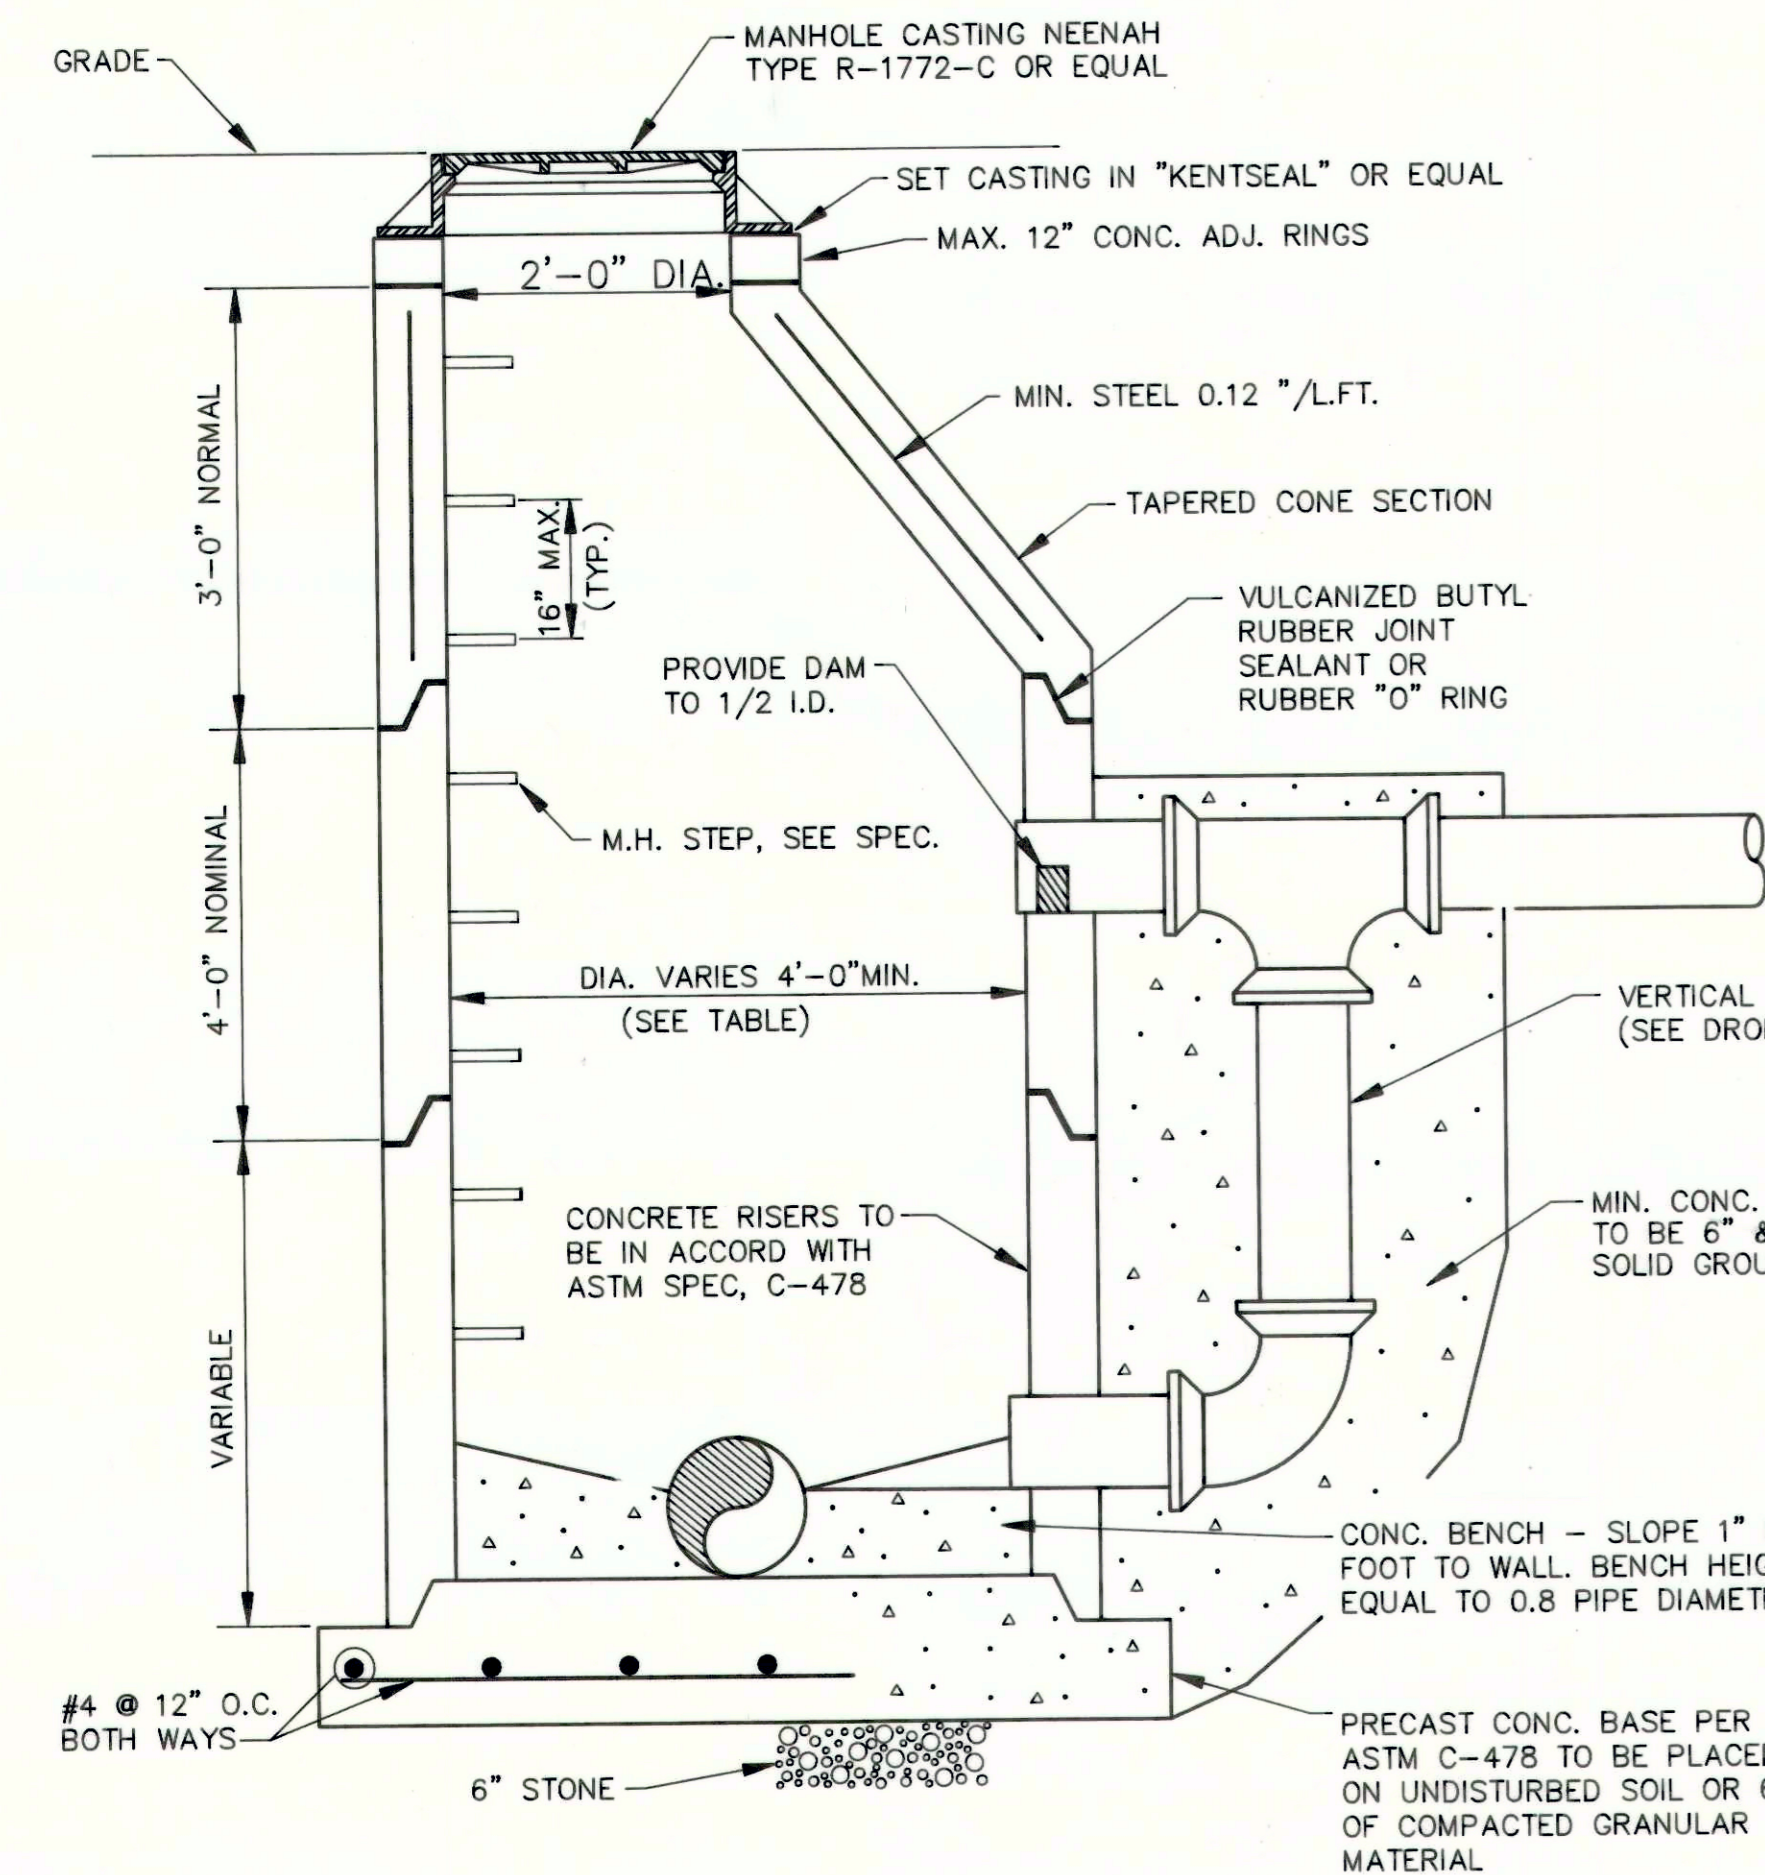 GRADE
MANHOLE CASTING NEENAH
TYPE R-1772-C OR EQUAL
SET CASTING IN "KENTSEAL" OR EQUAL
MAX. 12" CONC. ADJ. RINGS
2'-0" DIA.
MIN. STEEL 0.12 "/L.FT.
3'-0" NORMAL
TAPERED CONE SECTION
16" MAX.
(TYP.)
VULCANIZED BUTYL
RUBBER JOINT
SEALANT OR
RUBBER "O" RING
PROVIDE DAM
TO 1/2 I.D.
M.H. STEP, SEE SPEC.
4'-0" NOMINAL
DIA. VARIES 4'-0"MIN.
(SEE TABLE)
VERTICAL
(SEE
CONCRETE RISERS TO
BE IN ACCORD WITH
ASTM SPEC, C-478
MIN. CONC.
TO BE 6" &
SOLID
VARIABLE
CONC. BENCH - SLOPE 1"
FOOT TO WALL. BENCH
EQUAL TO 0.8 PIPE
#4 @ 12" O.C.
BOTH WAYS
6" STONE
PRECAST CONC. BASE PER
ASTM C-478 TO BE
ON UNDISTURBED SOIL OR
OF COMPACTED GRANULAR
MATERIAL